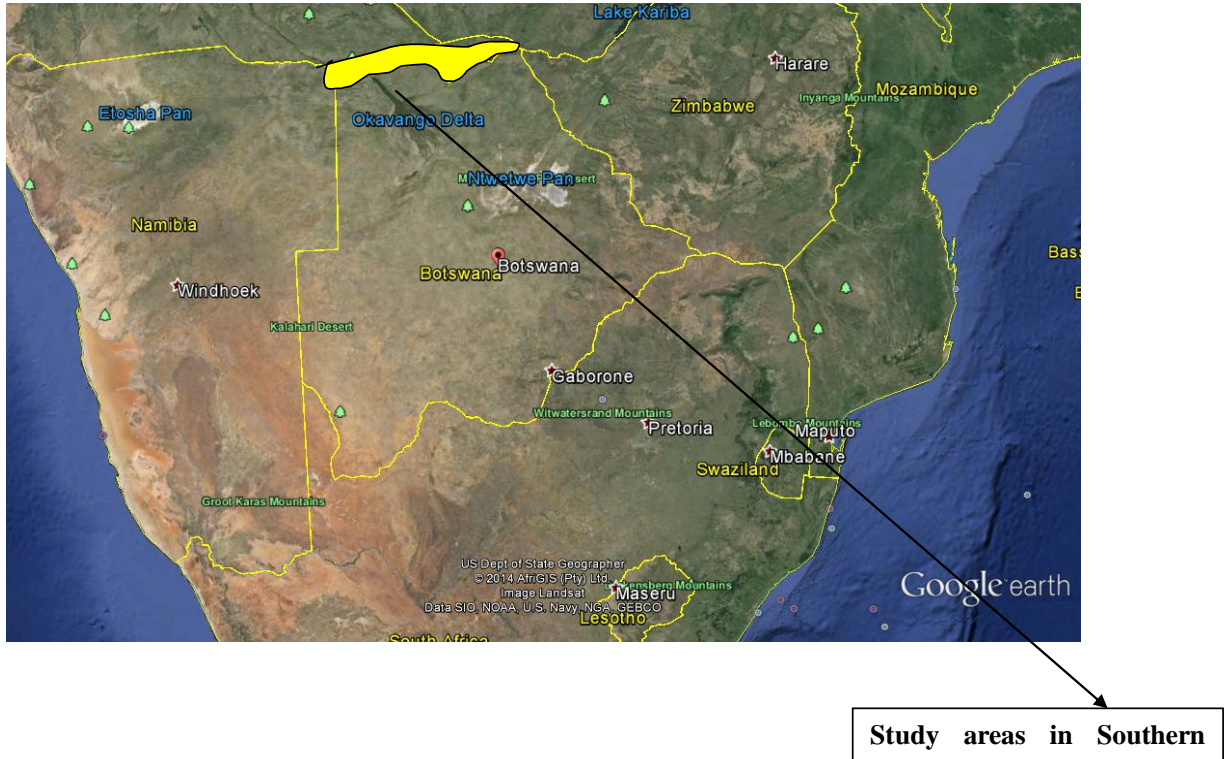 Lake Kariba
Harare
Mozambique
Inyanga Mountains
Zimbabwe
Etosha Pan
Okavango Delta
Ntwetwe Pan
Namibia
Botswana
Botswana
Windhoek
Kalahari Desert
Gaborone
Witwatersrand Mountains
Pretoria
Lebombo Mountains
Maputo
Mbabane
Swaziland
Groot Karas Mountains
US Dept of State Geographer
© 2014 AfriGIS (Pty) Ltd.
Image Landsat
Data SIO, NOAA, U.S. Navy, NGA, GEBCO
Mountains
Maseru
Lesotho
Google earth
South Africa
Study areas in Southern